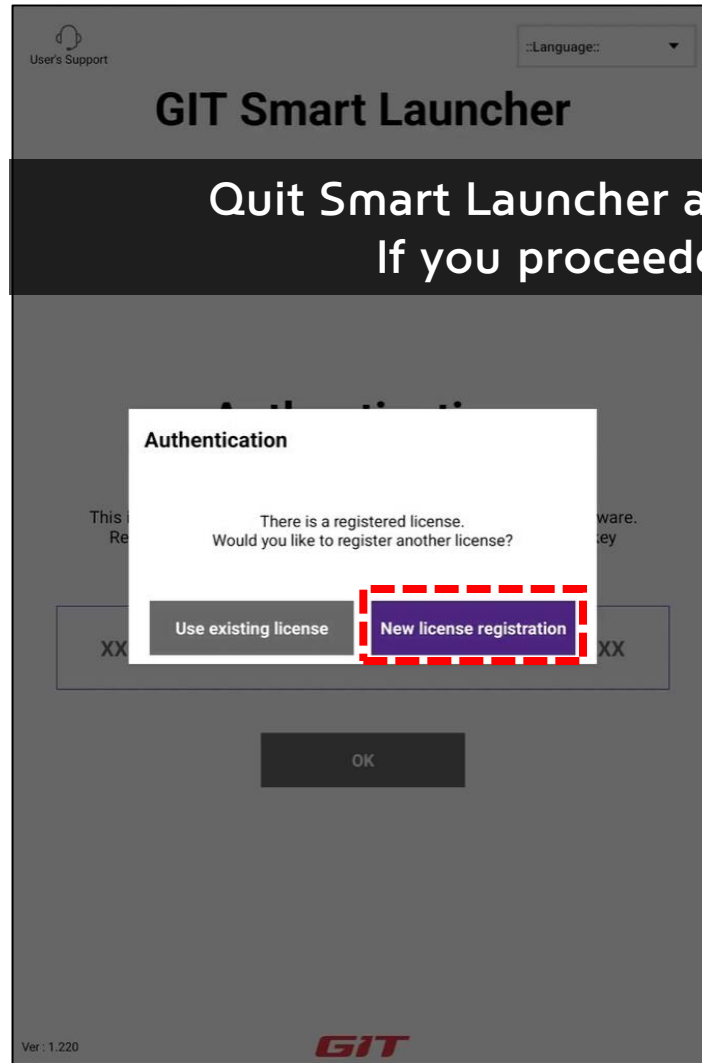 User's Support
::Language::
GIT Smart Launcher
Quit Smart Launcher a
If you proceed
Authentication
There is a registered license.
Would you like to register another license?
This
ware.
Re
Use existing license
New license registration
XX
XX
OK
Ver : 1.220
GIT